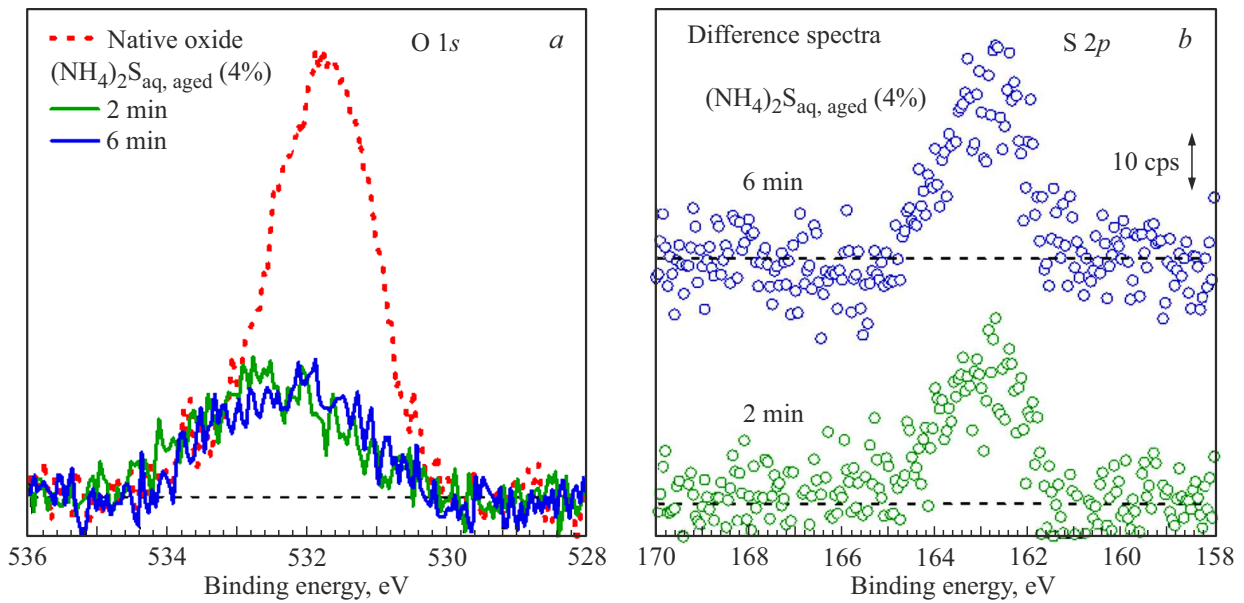 Native oxide
O 1s
a
(NH4)2Saq, aged (4%)
2 min
6 min
536
534
532
530
528
Binding energy, eV
Difference spectra
S 2p
b
(NH4)2Saq, aged (4%)
10 cps
6 min
2 min
170
168
166
164
162
160
158
Binding energy, eV